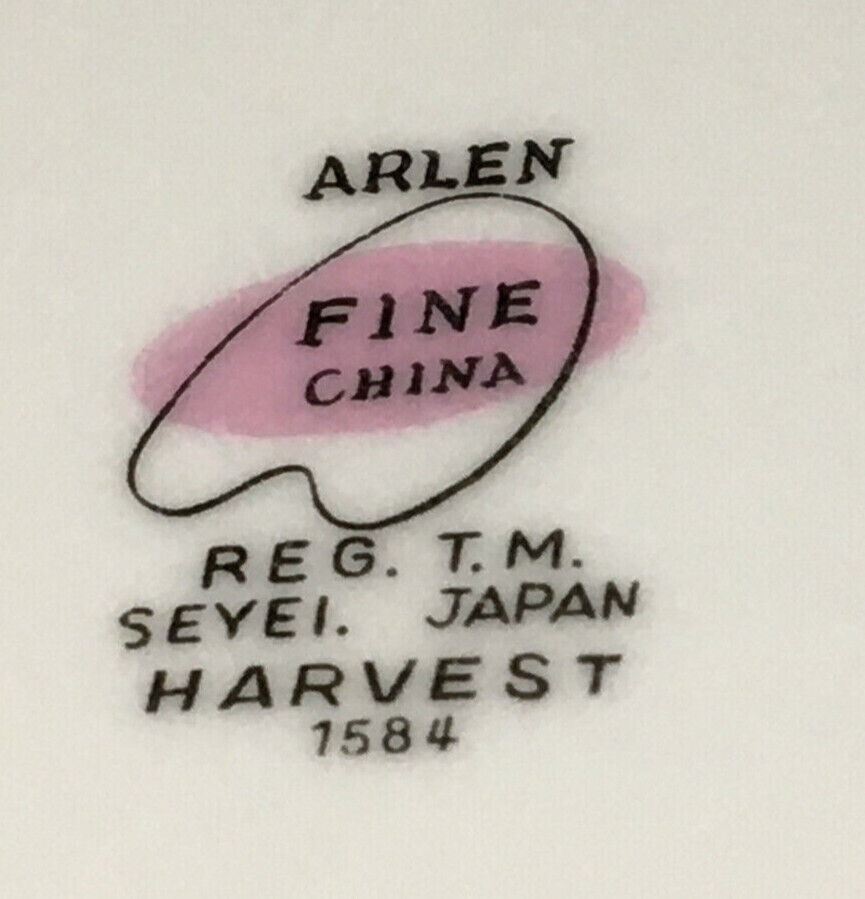 ARLEN
FINE
CHINA
REG. T.M.
SEYEI. JAPAN
HARVEST
1584